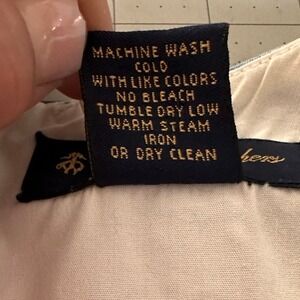 MACHINE WASH
COLD
WITH LIKE COLORS
NO BLEACH
TUMBLE DRY LOW
WARM STEAM
IRON
OR DRY CLEAN